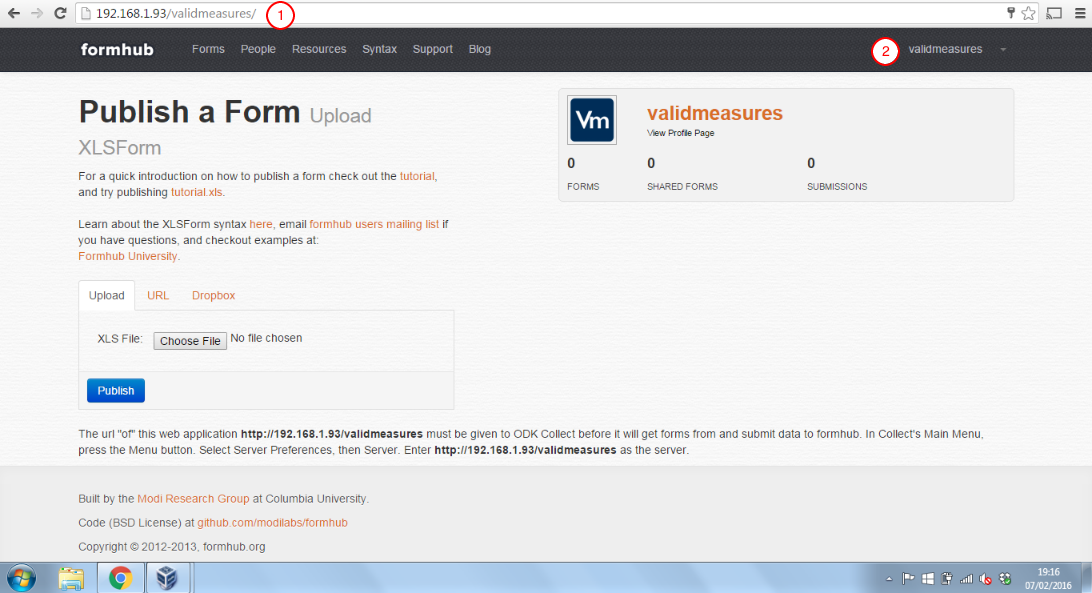 192.168.1.93/validmeasures/
1
formhub Forms People Resources Syntax Support Blog 2 validmeasures
Publish a Form Upload
XLSForm
For a quick introduction on how to publish a form check out the tutorial,
and try publishing tutorial.xls.
Learn about the XLSForm syntax here, email formhub users mailing list if
you have questions, and checkout examples at:
Formhub University.
Upload URL Dropbox
XLS File: Choose File No file chosen
Publish
Vm
validmeasures
View Profile Page
0 0 0
FORMS SHARED FORMS SUBMISSIONS
The url "of" this web application http://192.168.1.93/validmeasures must be given to ODK Collect before it will get forms from and submit data to formhub. In Collect's Main Menu,
press the Menu button. Select Server Preferences, then Server. Enter http://192.168.1.93/validmeasures as the server.
Built by the Modi Research Group at Columbia University.
Code (BSD License) at github.com/modilabs/formhub
Copyright © 2012-2013, formhub.org
19:16
07/02/2016